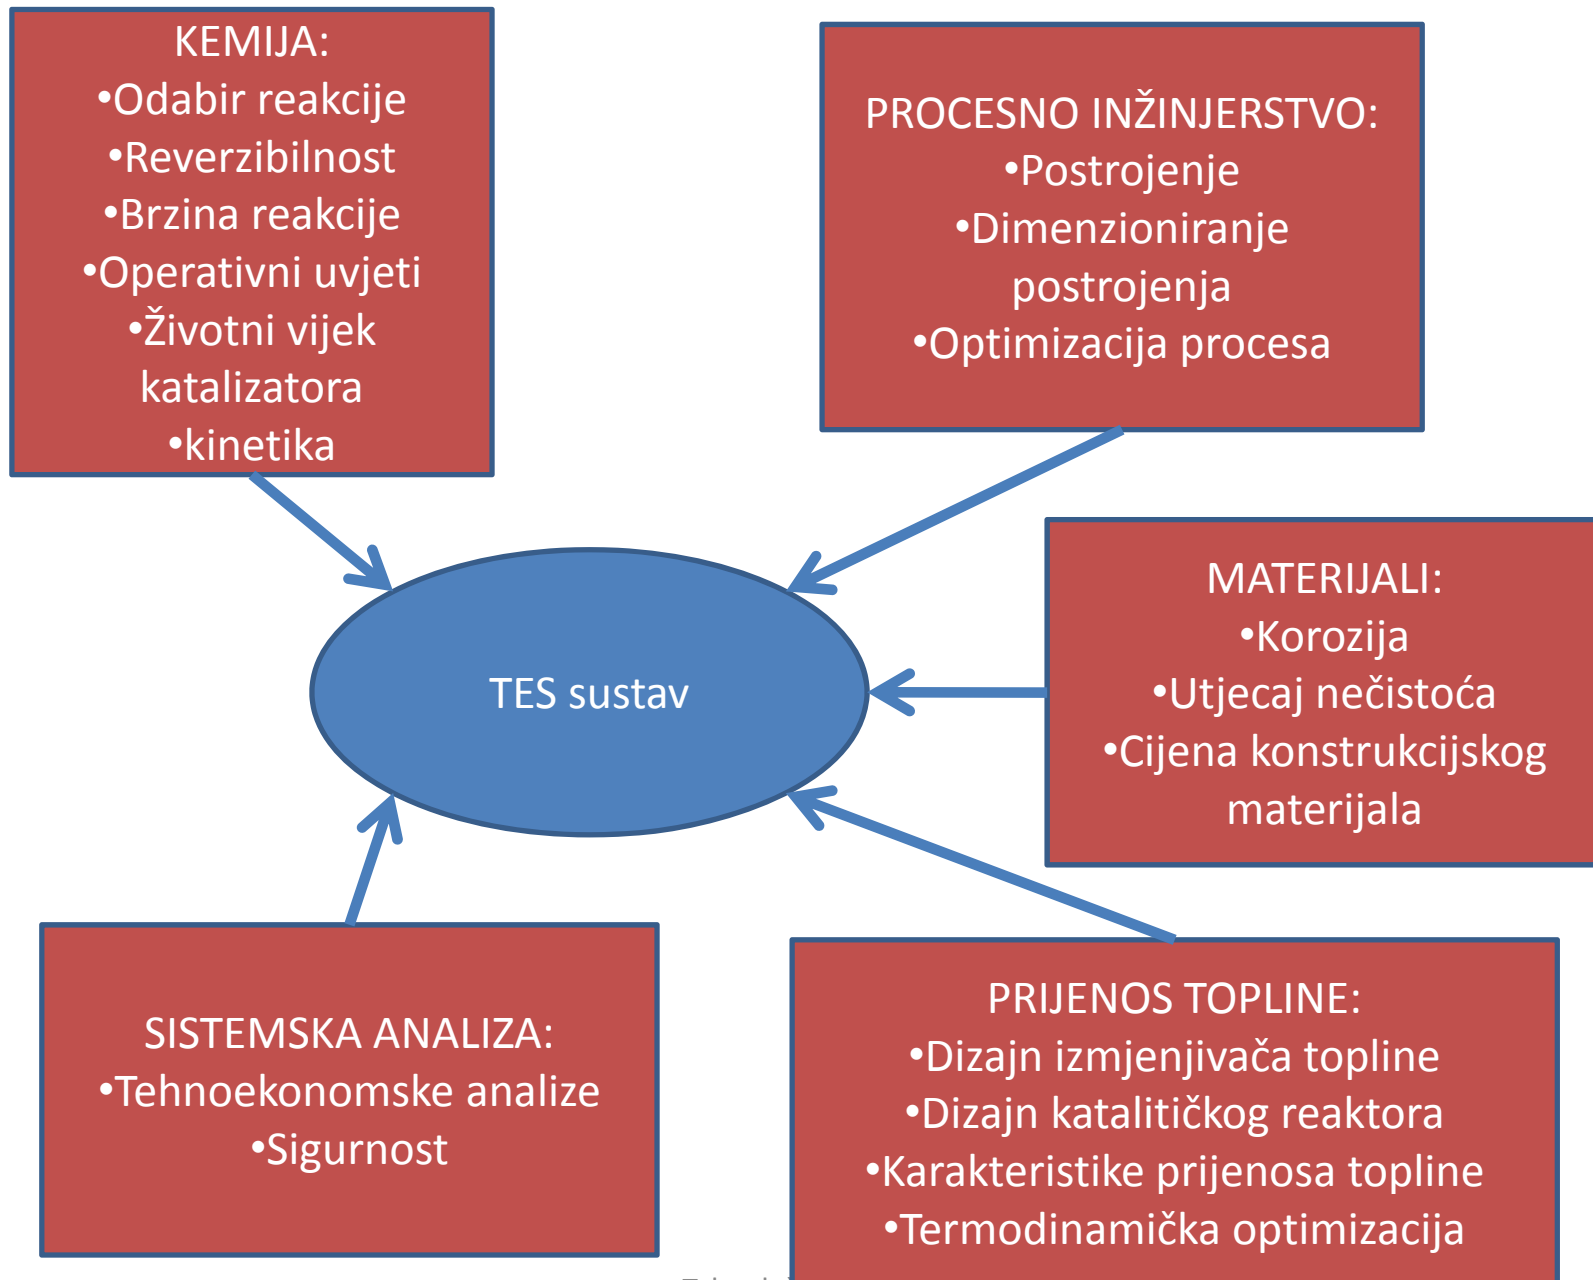 KEMIJA:
•Odabir reakcije
•Reverzibilnost
•Brzina reakcije
•Operativni uvjeti
•Životni vijek
katalizatora
•kinetika
PROCESNO INŽINJERSTVO:
•Postrojenje
•Dimenzioniranje
postrojenja
•Optimizacija procesa
MATERIJALI:
•Korozija
•Utjecaj nečistoća
•Cijena konstrukcijskog
materijala
TES sustav
SISTEMSKA ANALIZA:
•Tehnoekonomske analize
•Sigurnost
PRIJENOS TOPLINE:
•Dizajn izmjenjivača topline
•Dizajn katalitičkog reaktora
•Karakteristike prijenosa topline
•Termodinamička optimizacija